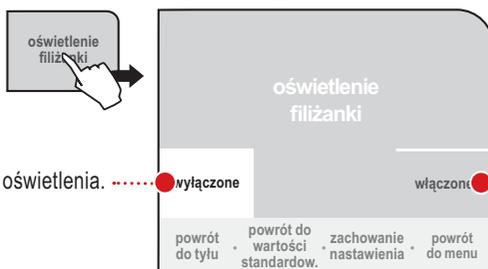 oświetlenie
filiżanki
oświetlenie
filiżanki
oświetlenia.
wyłączone
włączone
powrót
do tyłu
powrót do
wartości
standardow.
zachowanie
nastawienia
powrót
do menu